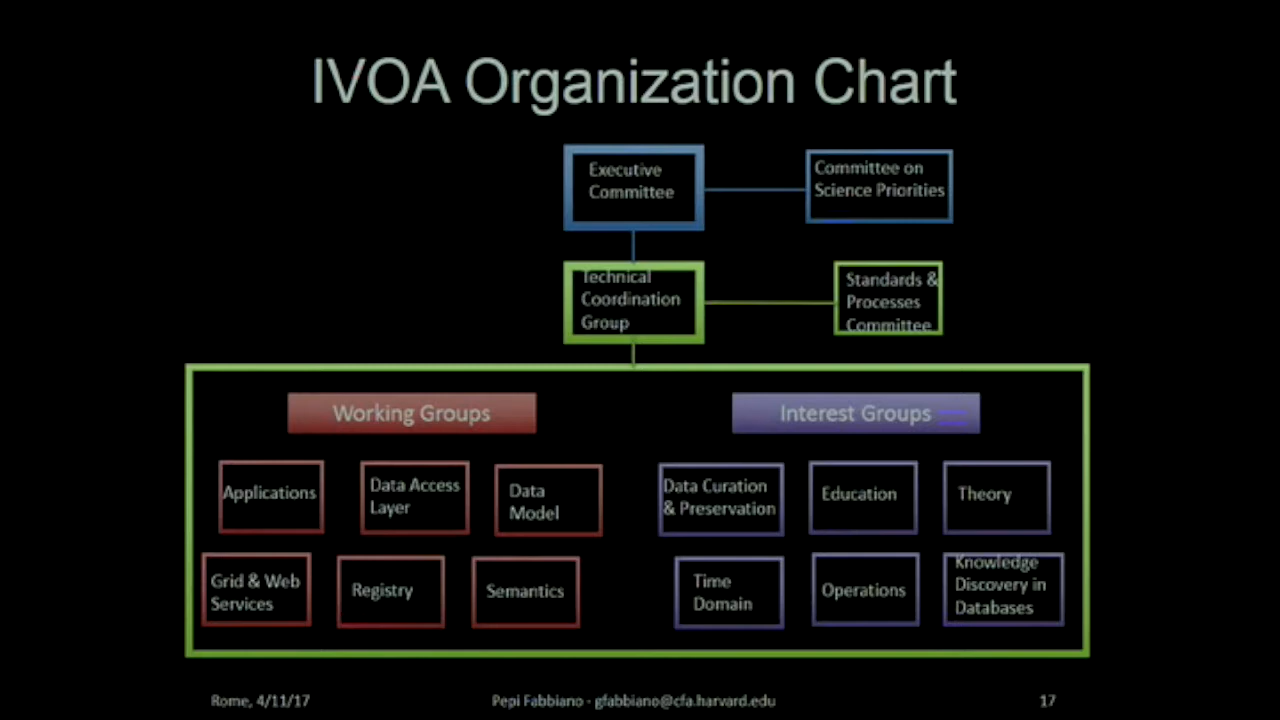 IVOA Organization Chart
Executive
Committee
Committee on
Science Priorities
Technical
Coordination
Group
Standards &
Processes
Committee
Working Groups
Interest Groups
Applications
Data Access
Layer
Data
Model
Data Curation
& Preservation
Education
Theory
Grid & Web
Services
Registry
Semantics
Time
Domain
Operations
Knowledge
Discovery in
Databases
Rome, 4/11/17
Pepi Fabbiano - gfabbiano@cfa.harvard.edu
17